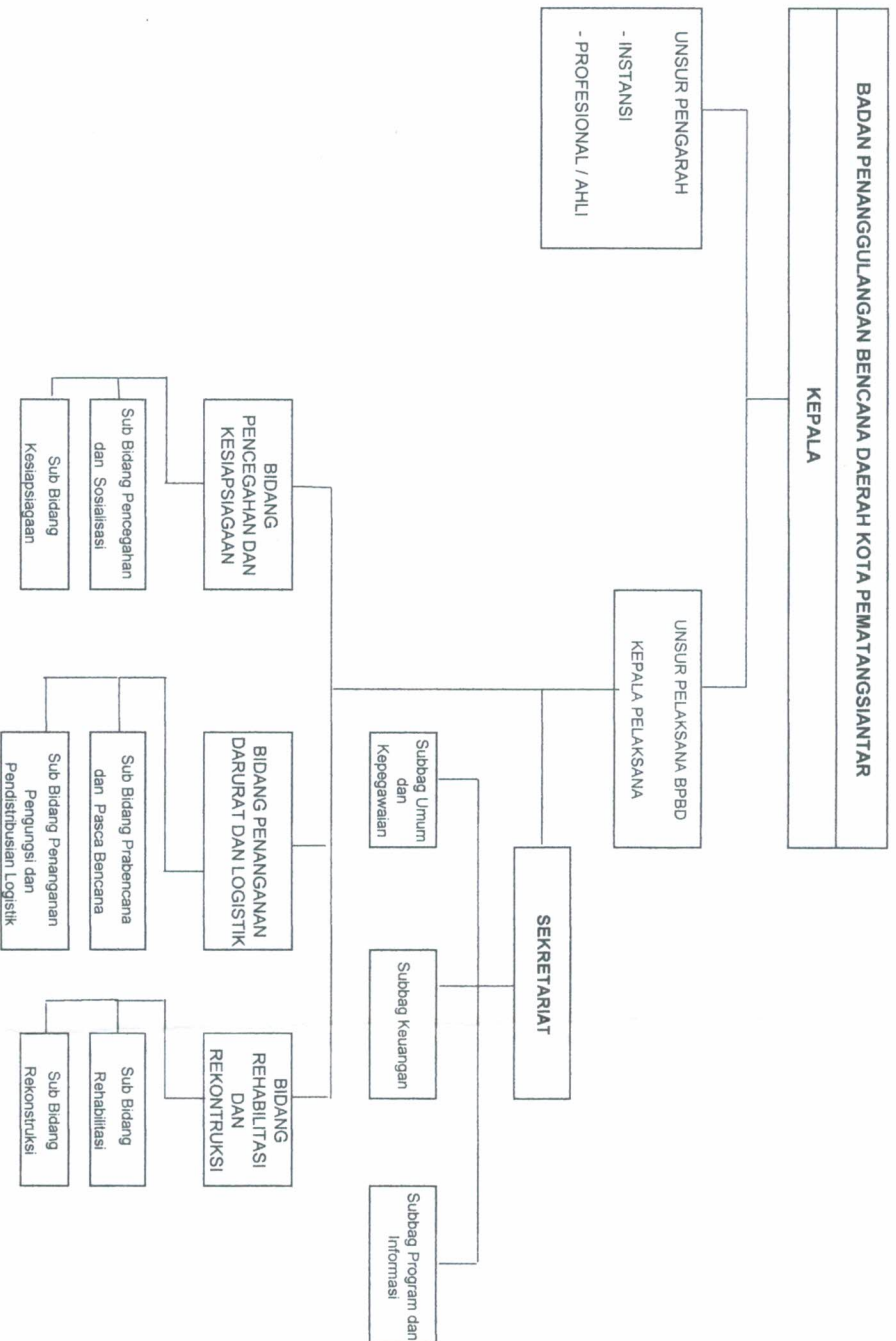 BADAN PENANGGULANGAN BENCANA DAERAH KOTA PEMATANGSIANTAR
KEPALA
UNSUR PENGARAH
- INSTANSI
- PROFESIONAL / AHLI
UNSUR PELAKSANA BPBD
KEPALA PELAKSANA
SEKRETARIAT
Subbag Umum
dan
Kepegawaian
Subbag Keuangan
Subbag Program dan
Informasi
BIDANG
PENCEGAHAN DAN
KESIAPSIAGAAN
Sub Bidang Pencegahan
dan Sosialisasi
Sub Bidang
Kesiapsiagaan
BIDANG PENANGANAN
DARURAT DAN LOGISTIK
Sub Bidang Prabencana
dan Pasca Bencana
Sub Bidang Penanganan
Pengungsi dan
Pendistribusian Logistik
BIDANG
REHABILITASI
DAN
REKONTRUKSI
Sub Bidang
Rehabilitasi
Sub Bidang
Rekonstruksi